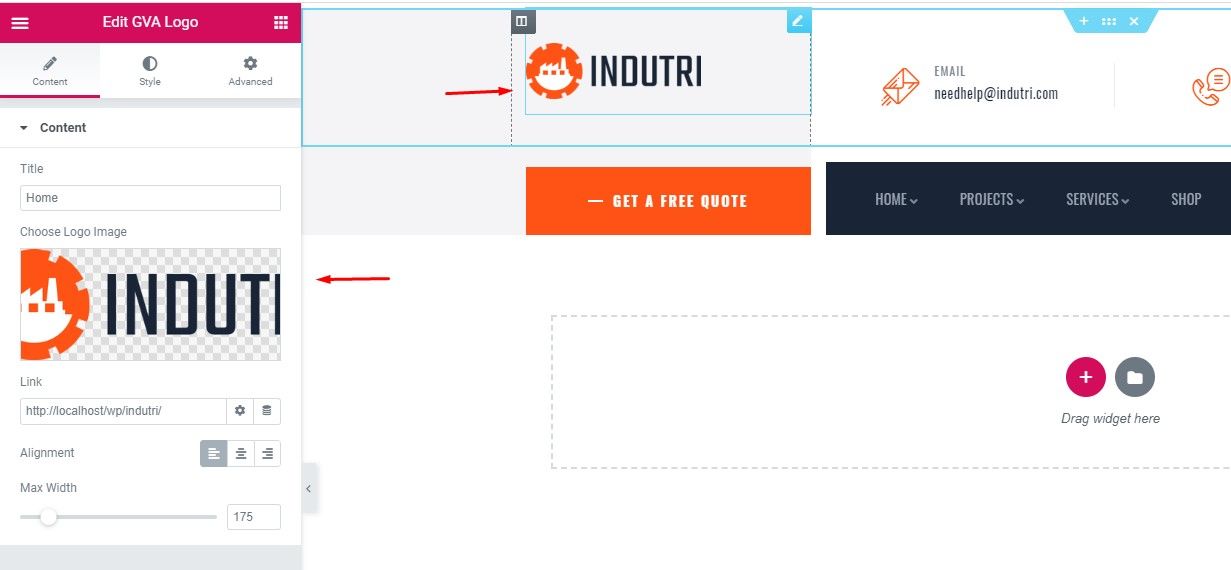 Edit GVA Logo
Content
Style
Advanced
Content
Title
Home
Choose Logo Image
INDUTRI
Link
http://localhost/wp/indutri/
Alignment
Max Width
175
INDUTRI
EMAIL
needhelp@indutri.com
— GET A FREE QUOTE
HOME
PROJECTS
SERVICES
SHOP
Drag widget here